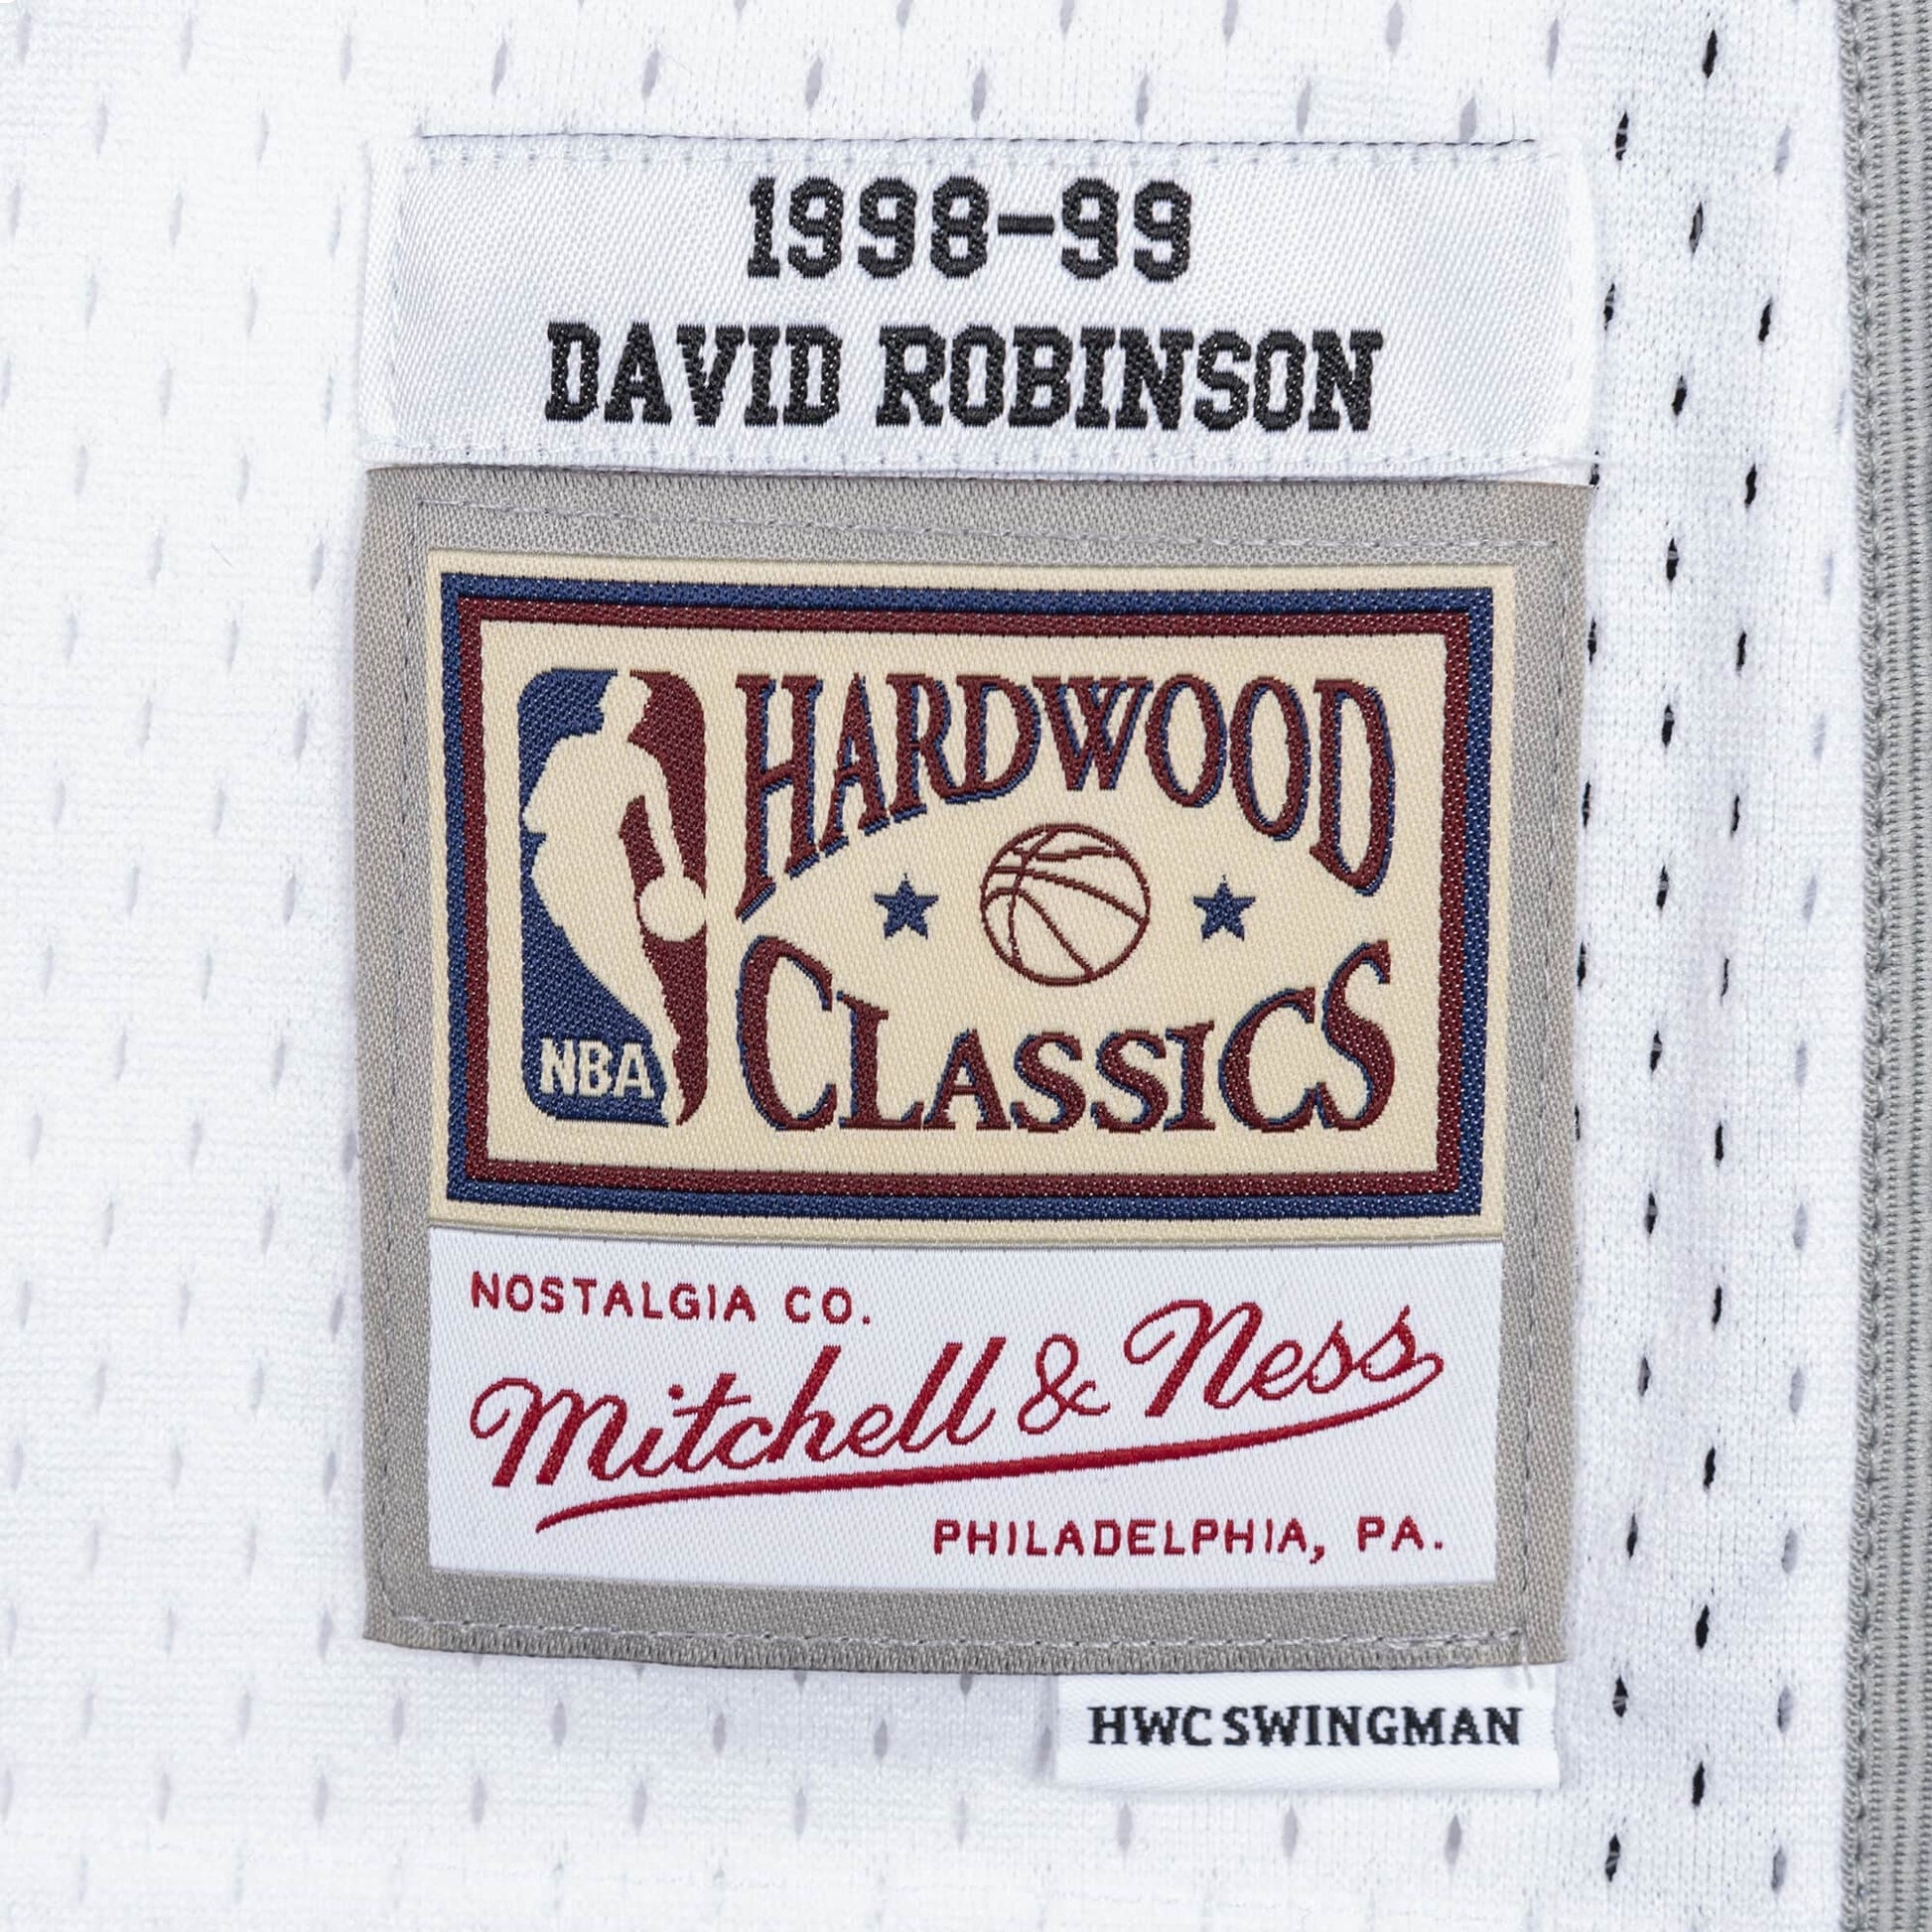 1998-99
DAVID ROBINSON
HARDWOOD
CLASSICS
NBA
NOSTALGIA CO.
Mitchell & Ness
PHILADELPHIA, PA.
HWC SWINGMAN